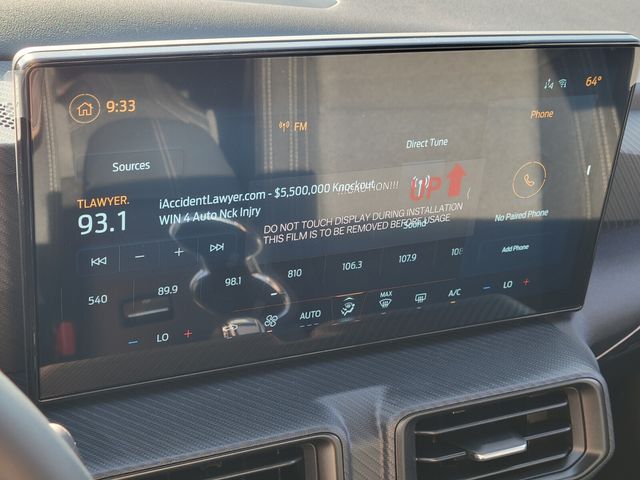 9:33
64°
FM
Phone
Direct Tune
Sources
TLAWYER.
93.1
iAccidentLawyer.com - $5,500,000 Knockout
WIN 4 Auto Nck Injry
UP
DO NOT TOUCH DISPLAY DURING INSTALLATION
THIS FILM IS TO BE REMOVED BEFORE USAGE
Sound
No Paired Phone
Add Phone
540
89.9
98.1
810
106.3
107.9
108
LO
AUTO
MAX
A/C
LO